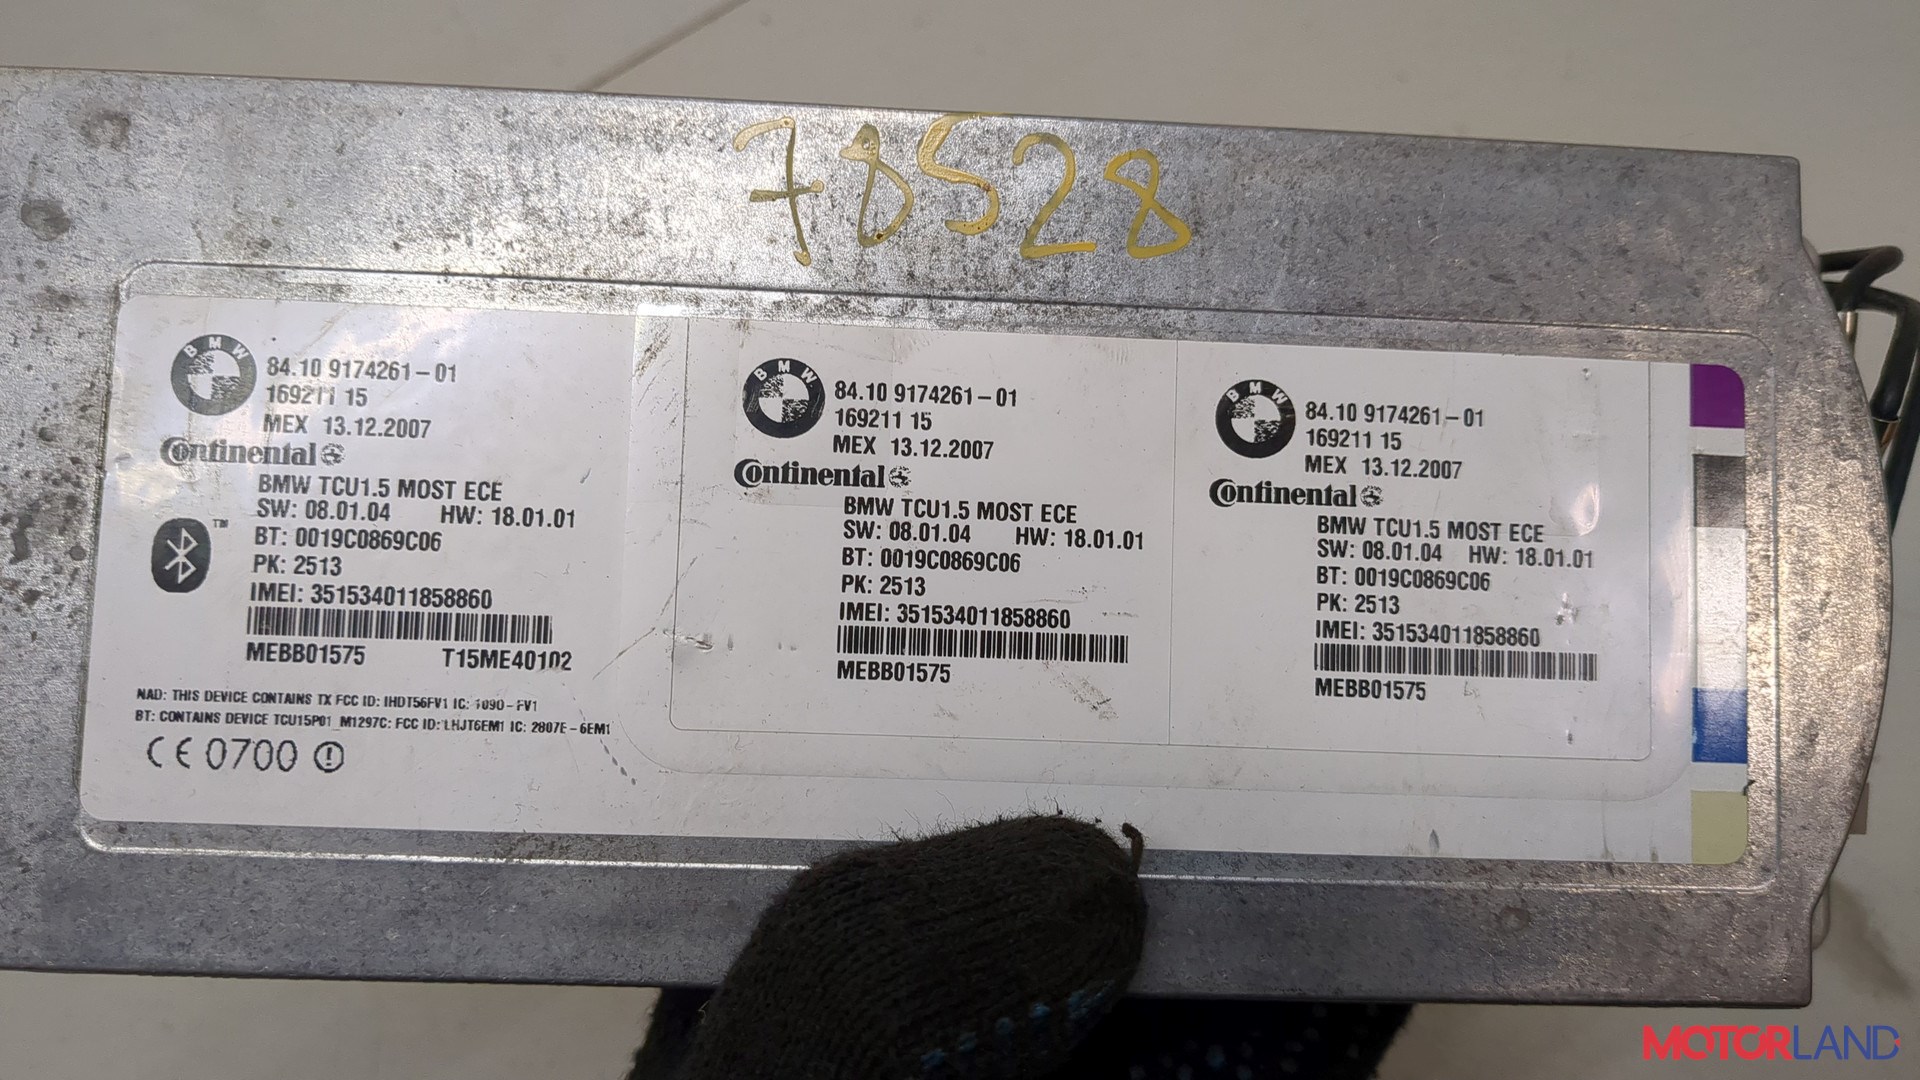 78528
BMW
84.10 9174261-01
169211 15
MEX 13.12.2007
Continental
BMW TCU1.5 MOST ECE
SW: 08.01.04 HW: 18.01.01
TM
BT: 0019C0869C06
PK: 2513
IMEI: 351534011858860
MEBB01575 T15ME40102
NAD: THIS DEVICE CONTAINS TX FCC ID: IHDT56FV1 IC: 1090-FV1
BT: CONTAINS DEVICE TCU15P01_M1297C: FCC ID: LHJT6EM1 IC: 2807E-6EM1
CE 0700
BMW
84.10 9174261-01
169211 15
MEX 13.12.2007
Continental
BMW TCU1.5 MOST ECE
SW: 08.01.04 HW: 18.01.01
BT: 0019C0869C06
PK: 2513
IMEI: 351534011858860
MEBB01575
BMW
84.10 9174261-01
169211 15
MEX 13.12.2007
Continental
BMW TCU1.5 MOST ECE
SW: 08.01.04 HW: 18.01.01
BT: 0019C0869C06
PK: 2513
IMEI: 351534011858860
MEBB01575
MOTORLAND